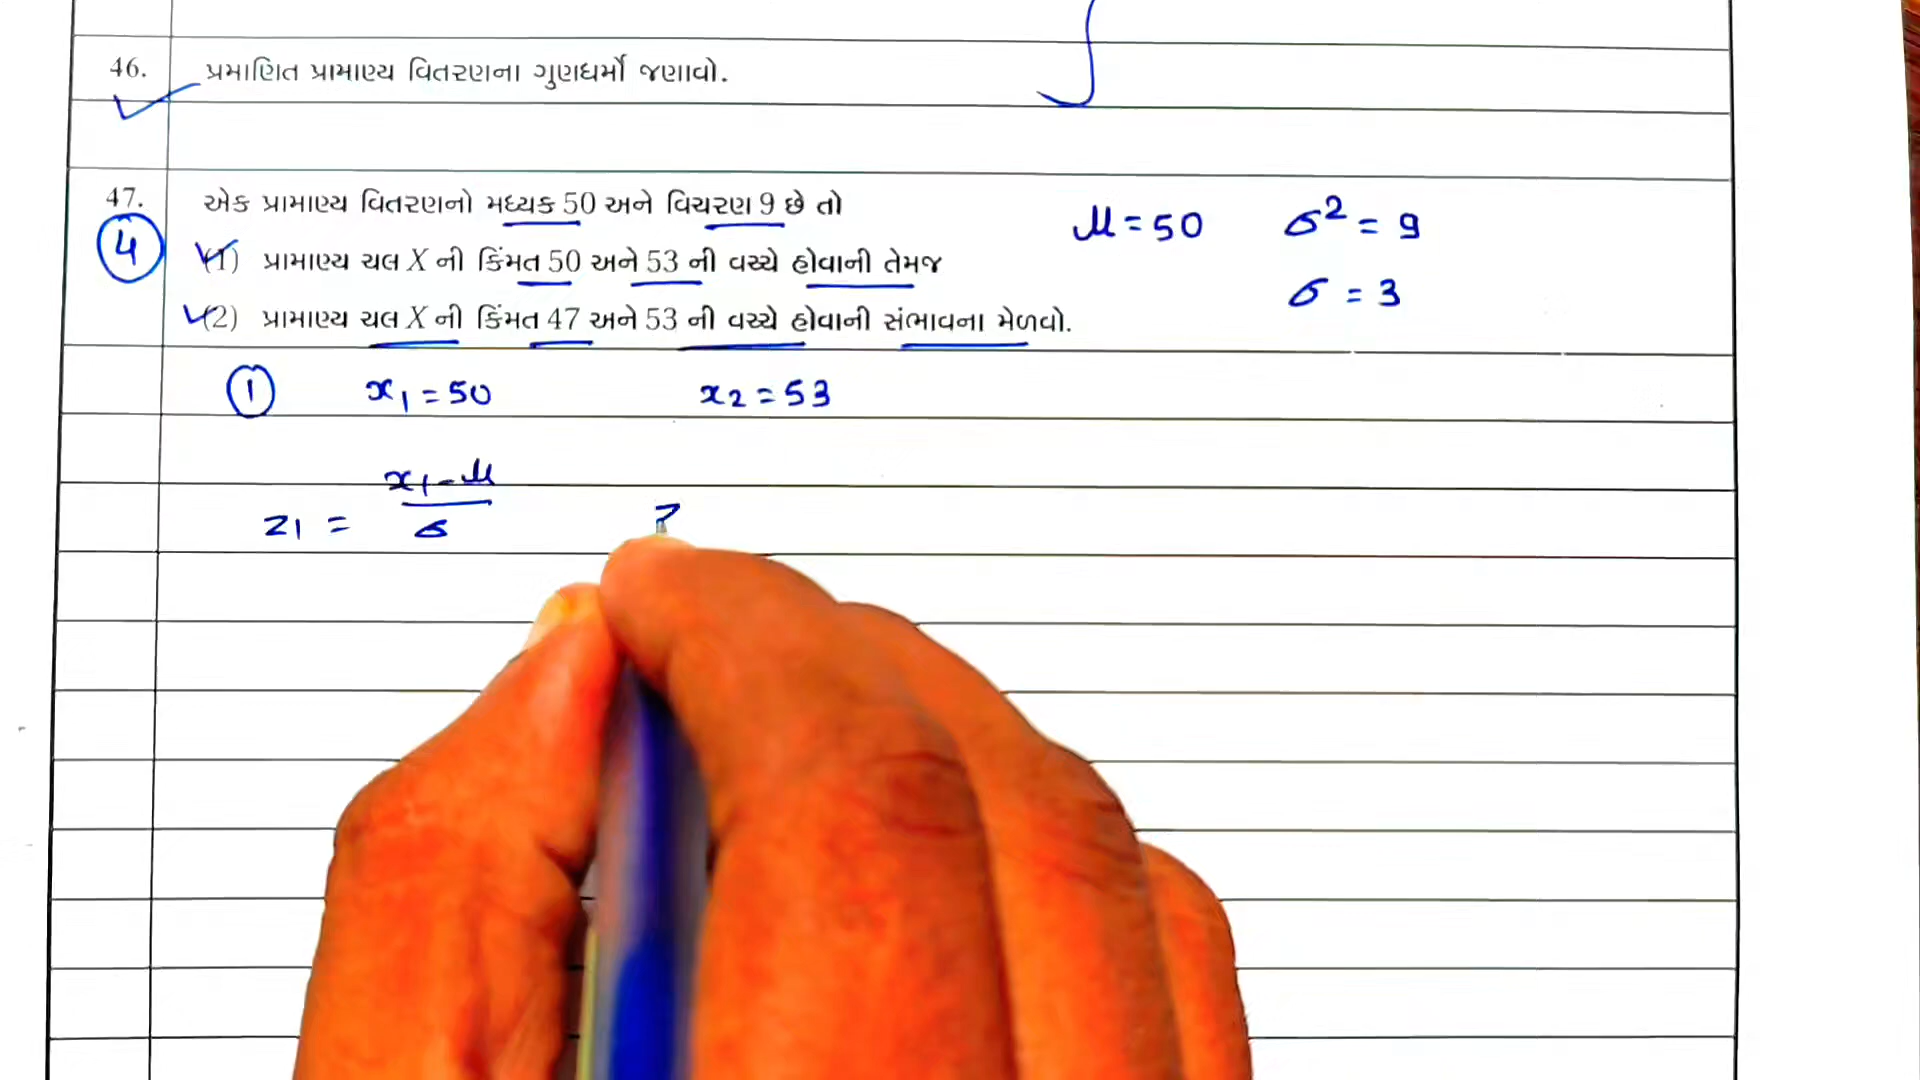 46. પ્રમાણિત પ્રામાણ્ય વિતરણના ગુણધર્મો જણાવો.
47. એક પ્રામાણ્ય વિતરણનો મધ્યક 50 અને વિચરણ 9 છે તો μ = 50 σ² = 9
4 (1) પ્રામાણ્ય ચલ X ની કિંમત 50 અને 53 ની વચ્ચે હોવાની તેમજ
σ = 3
(2) પ્રામાણ્ય ચલ X ની કિંમત 47 અને 53 ની વચ્ચે હોવાની સંભાવના મેળવો.
1 x₁ = 50 x₂ = 53
z₁ = (x₁ - μ)/σ z